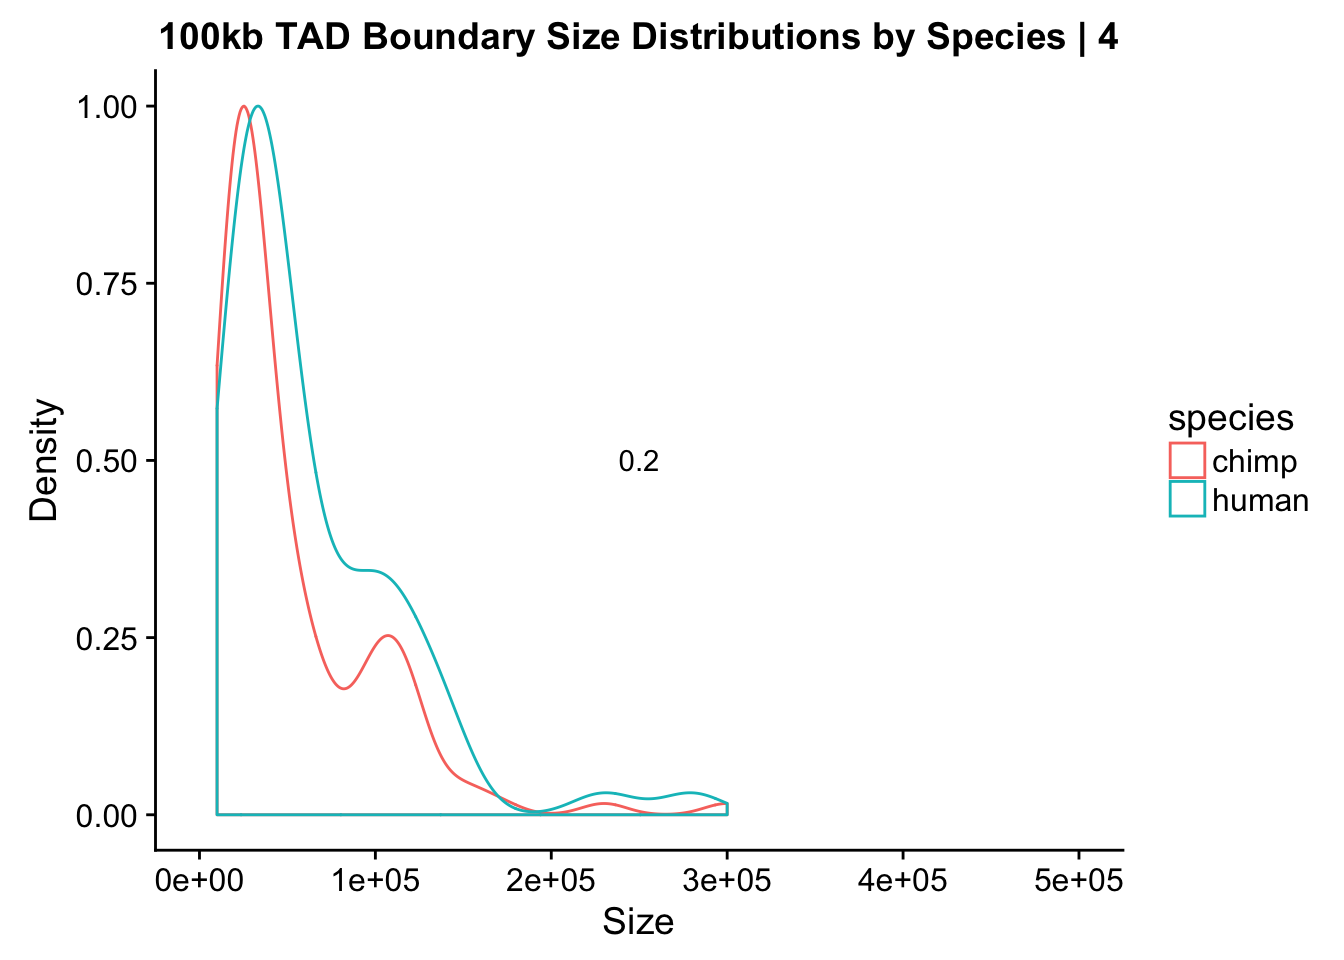 100kb TAD Boundary Size Distributions by Species | 4
1.00
0.75
0.50
0.25
0.00
Density
0.2
0e+00 1e+05 2e+05 3e+05 4e+05 5e+05
Size
species
chimp
human